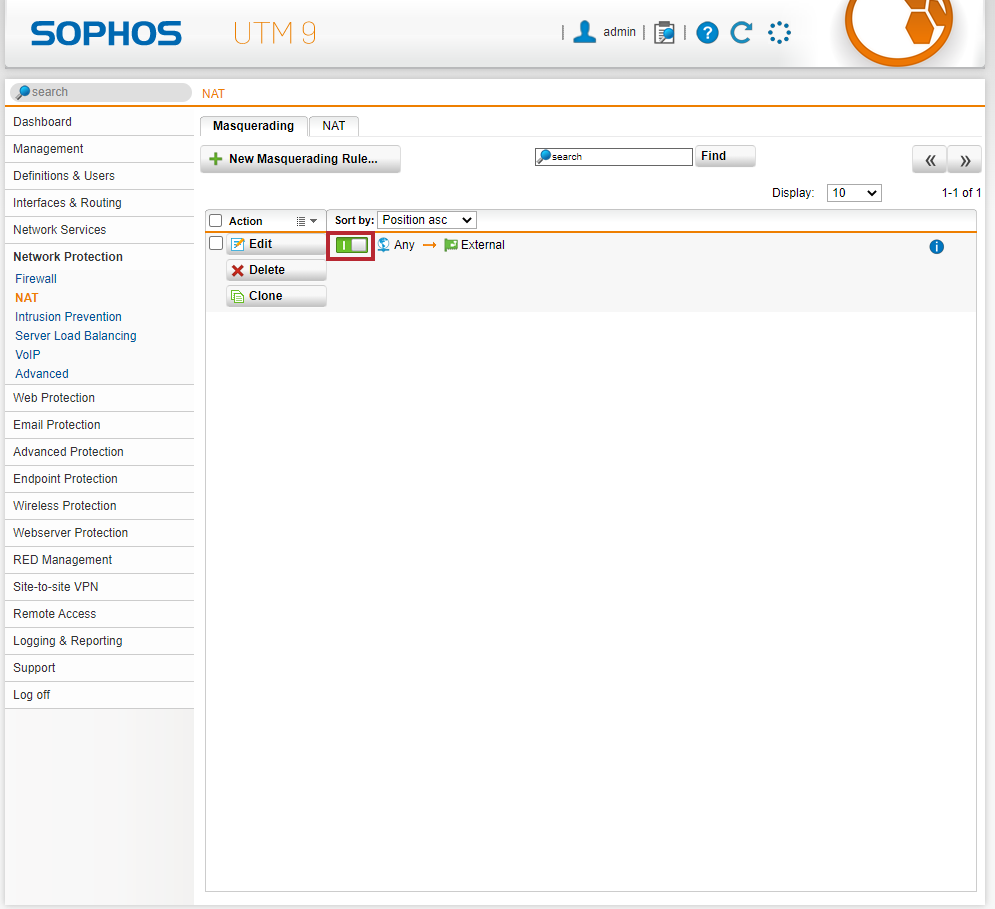 SOPHOS UTM 9 | admin | |
search
NAT
Dashboard
Management
Definitions & Users
Interfaces & Routing
Network Services
Network Protection
Firewall
NAT
Intrusion Prevention
Server Load Balancing
VoIP
Advanced
Web Protection
Email Protection
Advanced Protection
Endpoint Protection
Wireless Protection
Webserver Protection
RED Management
Site-to-site VPN
Remote Access
Logging & Reporting
Support
Log off
Masquerading NAT
New Masquerading Rule... search Find « »
Display: 10 1-1 of 1
Action Sort by: Position asc
Edit Any → External
Delete
Clone